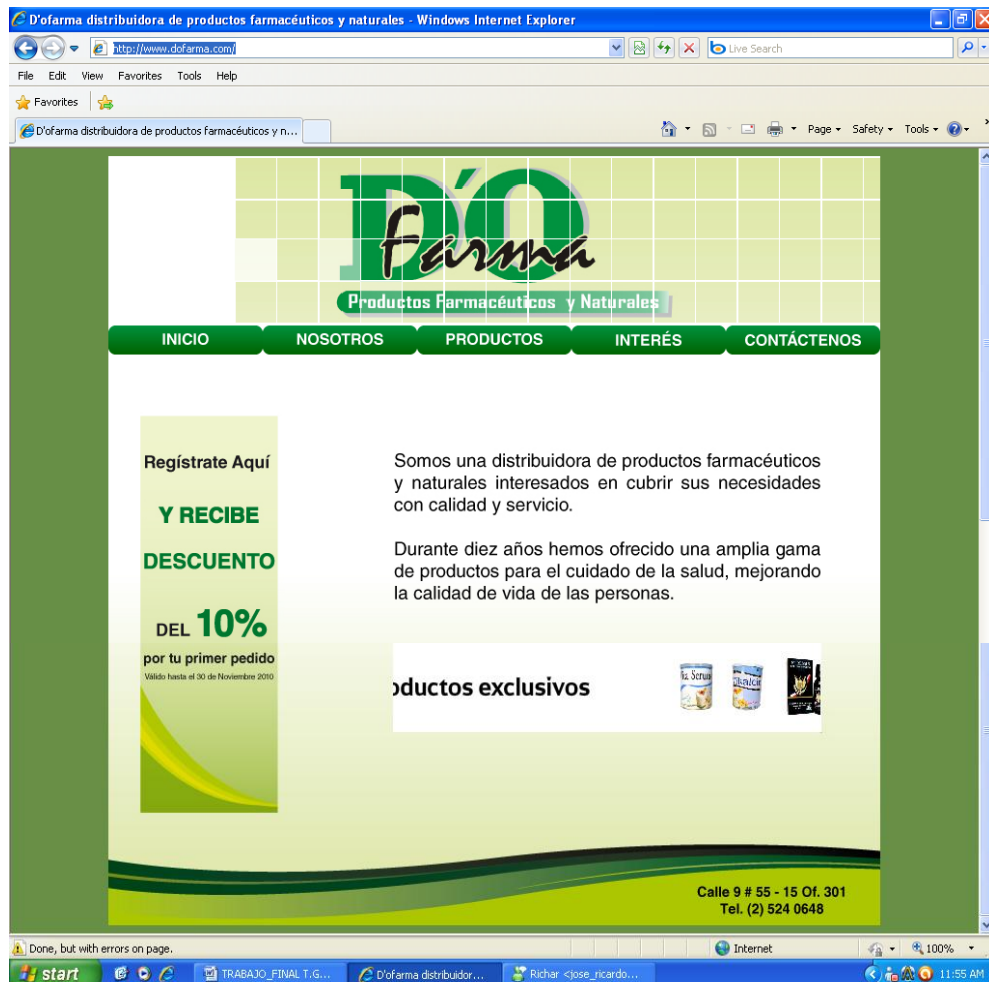 D'ofarma distribuidora de productos farmacéuticos y naturales - Windows Internet Explorer
http://www.dofarma.com/
Live Search
File Edit View Favorites Tools Help
Favorites
D'ofarma distribuidora de productos farmacéuticos y n...
Page Safety Tools
D'O
Farma
Productos Farmacéuticos y Naturales
INICIO NOSOTROS PRODUCTOS INTERÉS CONTÁCTENOS
Regístrate Aquí
Y RECIBE
DESCUENTO
DEL 10%
por tu primer pedido
Válido hasta el 30 de Noviembre 2010
Somos una distribuidora de productos farmacéuticos
y naturales interesados en cubrir sus necesidades
con calidad y servicio.
Durante diez años hemos ofrecido una amplia gama
de productos para el cuidado de la salud, mejorando
la calidad de vida de las personas.
oductos exclusivos
Calle 9 # 55 - 15 Of. 301
Tel. (2) 524 0648
Done, but with errors on page.
Internet
100%
start
TRABAJO_FINAL T.G...
D'ofarma distribuidor...
Richar <jose_ricardo...
11:55 AM